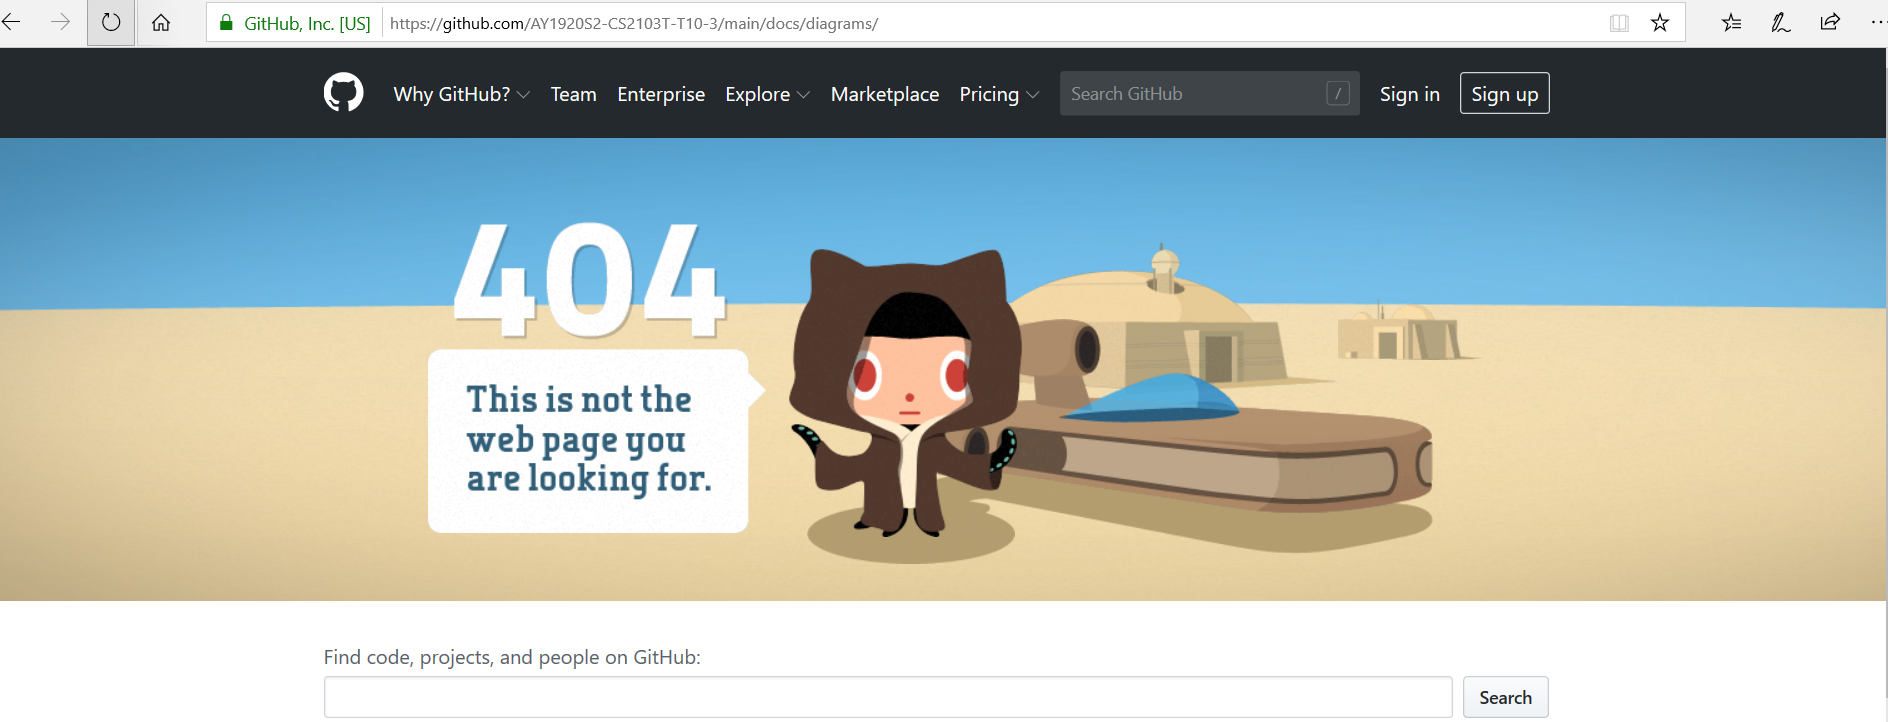 GitHub, Inc. [US] https://github.com/AY1920S2-CS2103T-T10-3/main/docs/diagrams/
Why GitHub? Team Enterprise Explore Marketplace Pricing Search GitHub / Sign in Sign up
404
This is not the
web page you
are looking for.
Find code, projects, and people on GitHub:
Search